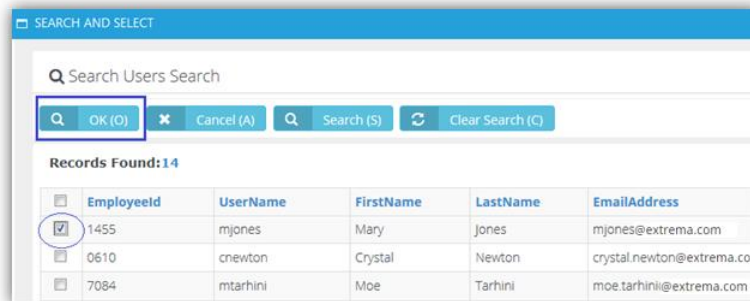 SEARCH AND SELECT
Search Users Search
OK (O) Cancel (A) Search (S) Clear Search (C)
Records Found:14
EmployeeId UserName FirstName LastName EmailAddress
1455 mjones Mary Jones mjones@extrema.com
0610 cnewton Crystal Newton crystal.newton@extrema.co
7084 mtarhini Moe Tarhini moe.tarhini@extrema.com